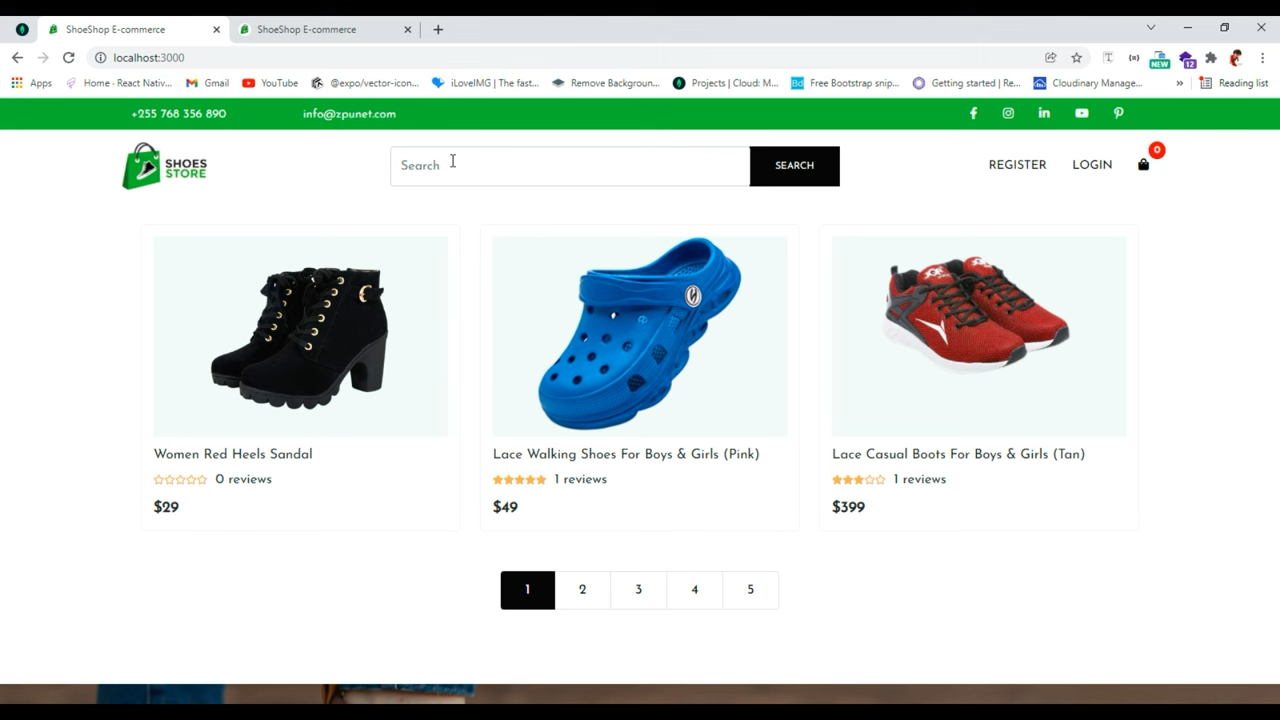 ShoeShop E-commerce
ShoeShop E-commerce
localhost:3000
Apps
Home - React Nativ...
Gmail
YouTube
@expo/vector-icon...
iLoveIMG | The fast...
Remove Backgroun...
Projects | Cloud: M...
Bd
Free Bootstrap snip...
Getting started | Re...
Cloudinary Manage...
»
Reading list
NEW
12
+255 768 356 890
info@zpunet.com
SHOES
STORE
Search
SEARCH
REGISTER
LOGIN
0
Women Red Heels Sandal
0 reviews
$29
Lace Walking Shoes For Boys & Girls (Pink)
1 reviews
$49
Lace Casual Boots For Boys & Girls (Tan)
1 reviews
$399
1
2
3
4
5